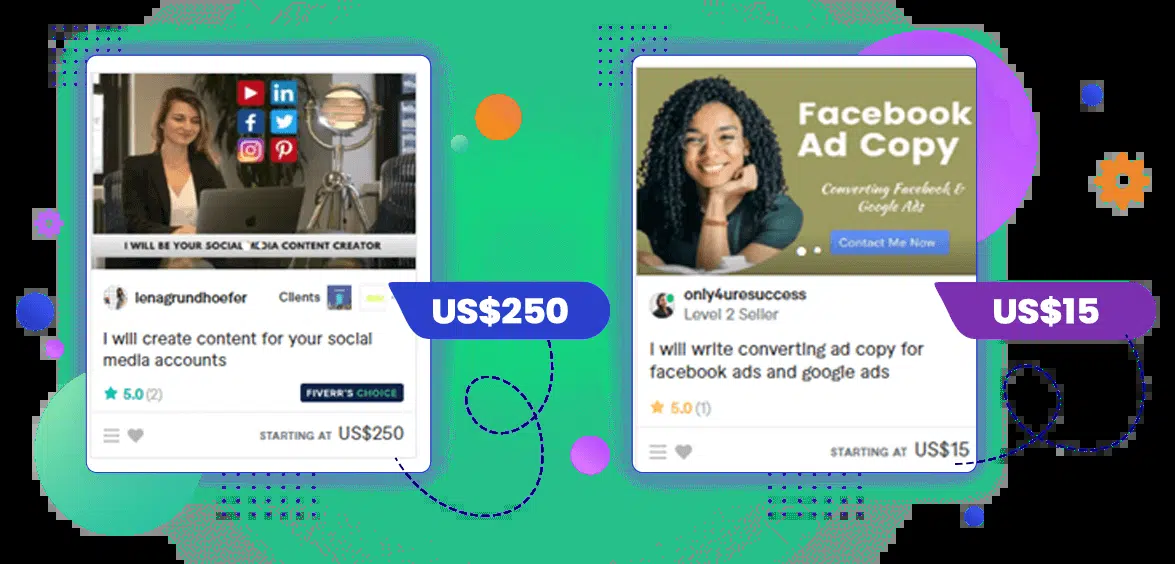 I WILL BE YOUR SOCIAL MEDIA CONTENT CREATOR
lenagrundhoefer
Clients
US$250
I will create content for your social
media accounts
5.0 (2)
FIVERR'S CHOICE
STARTING AT US$250
Facebook
Ad Copy
Converting Facebook &
Google Ads
Contact Me Now
only4uresuccess
Level 2 Seller
US$15
I will write converting ad copy for
facebook ads and google ads
5.0 (1)
STARTING AT US$15